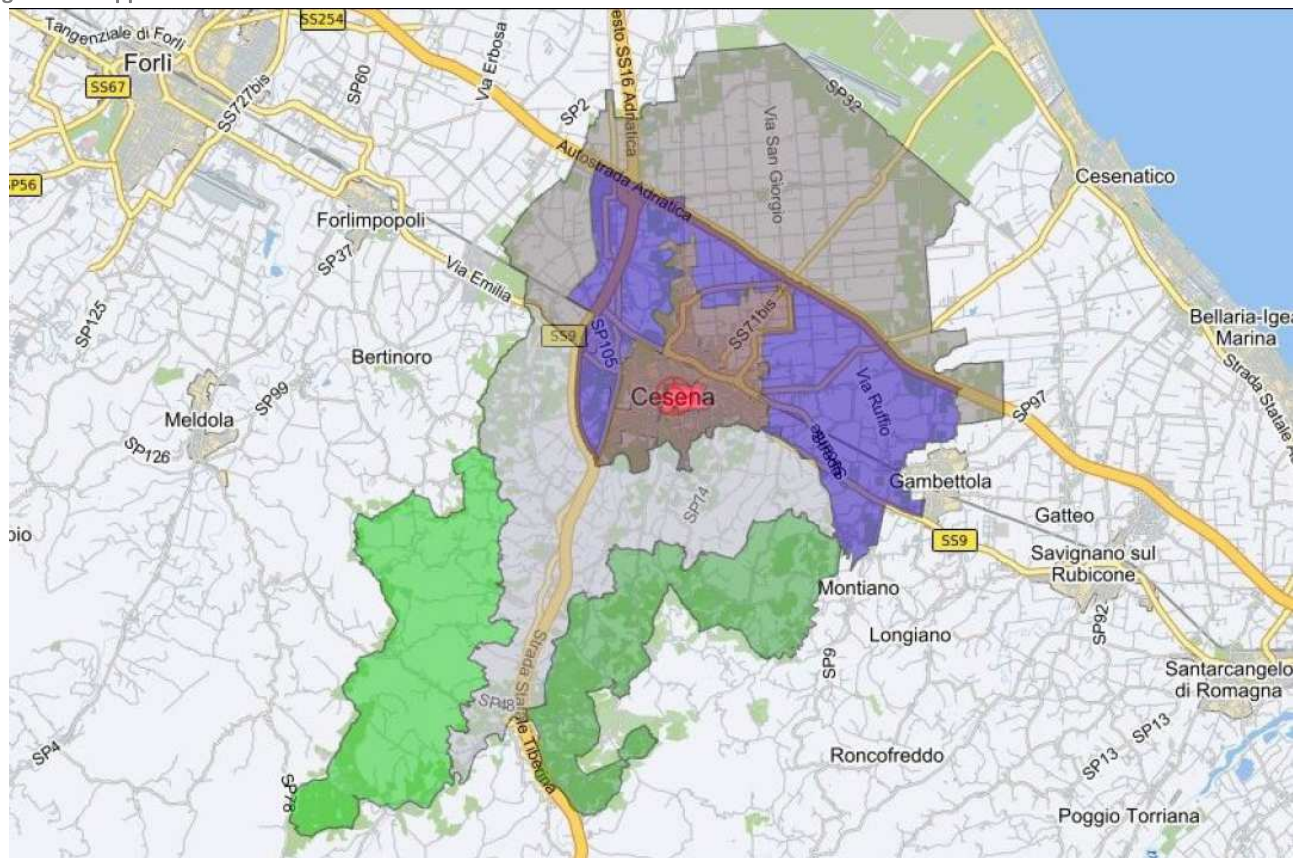 SS254
Tangenziale di Forlì
Forlì
SS67
SS727bis
SP60
Via Erbosa
esto SS16 Adriatica
SP2
SP32
Via San Giorgio
Autostrada Adriatica
SP56
Cesenatico
Forlimpopoli
SP37
Via Emilia
SP125
SS9
SP105
SS71bis
Bellaria-Igea
Marina
Bertinoro
Strada Statale A
SP99
Meldola
Cesena
Via Ruffio
SP97
SP126
Gambettola
SP74
Gatteo
SS9
Savignano sul
Rubicone
Montiano
SP92
Longiano
SP9
Santarcangelo
di Romagna
Strada Statale Tiberina
SP48
SP13
SP13
SP4
Roncofreddo
SP78
Poggio Torriana